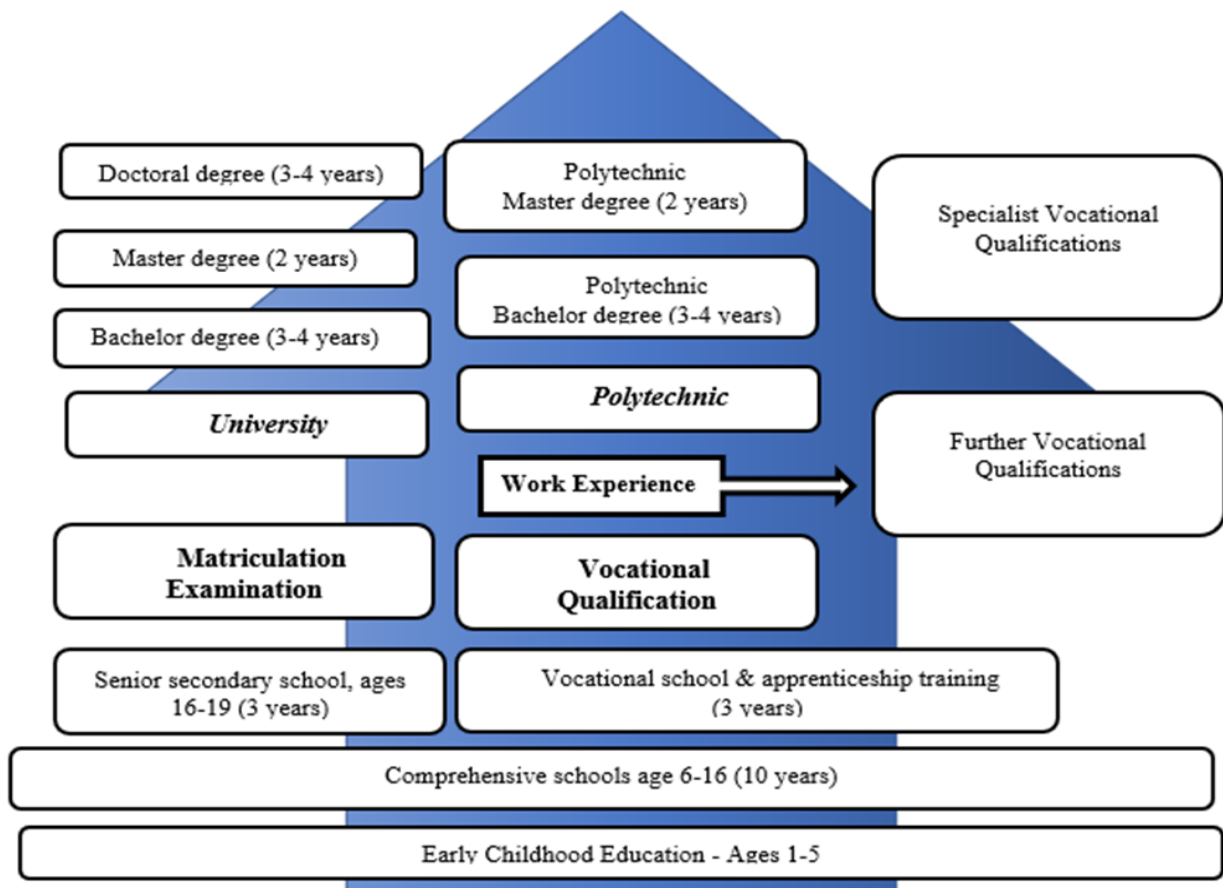 Doctoral degree (3-4 years)
Master degree (2 years)
Bachelor degree (3-4 years)
University
Matriculation
Examination
Senior secondary school, ages
16-19 (3 years)
Polytechnic
Master degree (2 years)
Polytechnic
Bachelor degree (3-4 years)
Polytechnic
Work Experience
Vocational
Qualification
Vocational school & apprenticeship training
(3 years)
Specialist Vocational
Qualifications
Further Vocational
Qualifications
Comprehensive schools age 6-16 (10 years)
Early Childhood Education - Ages 1-5